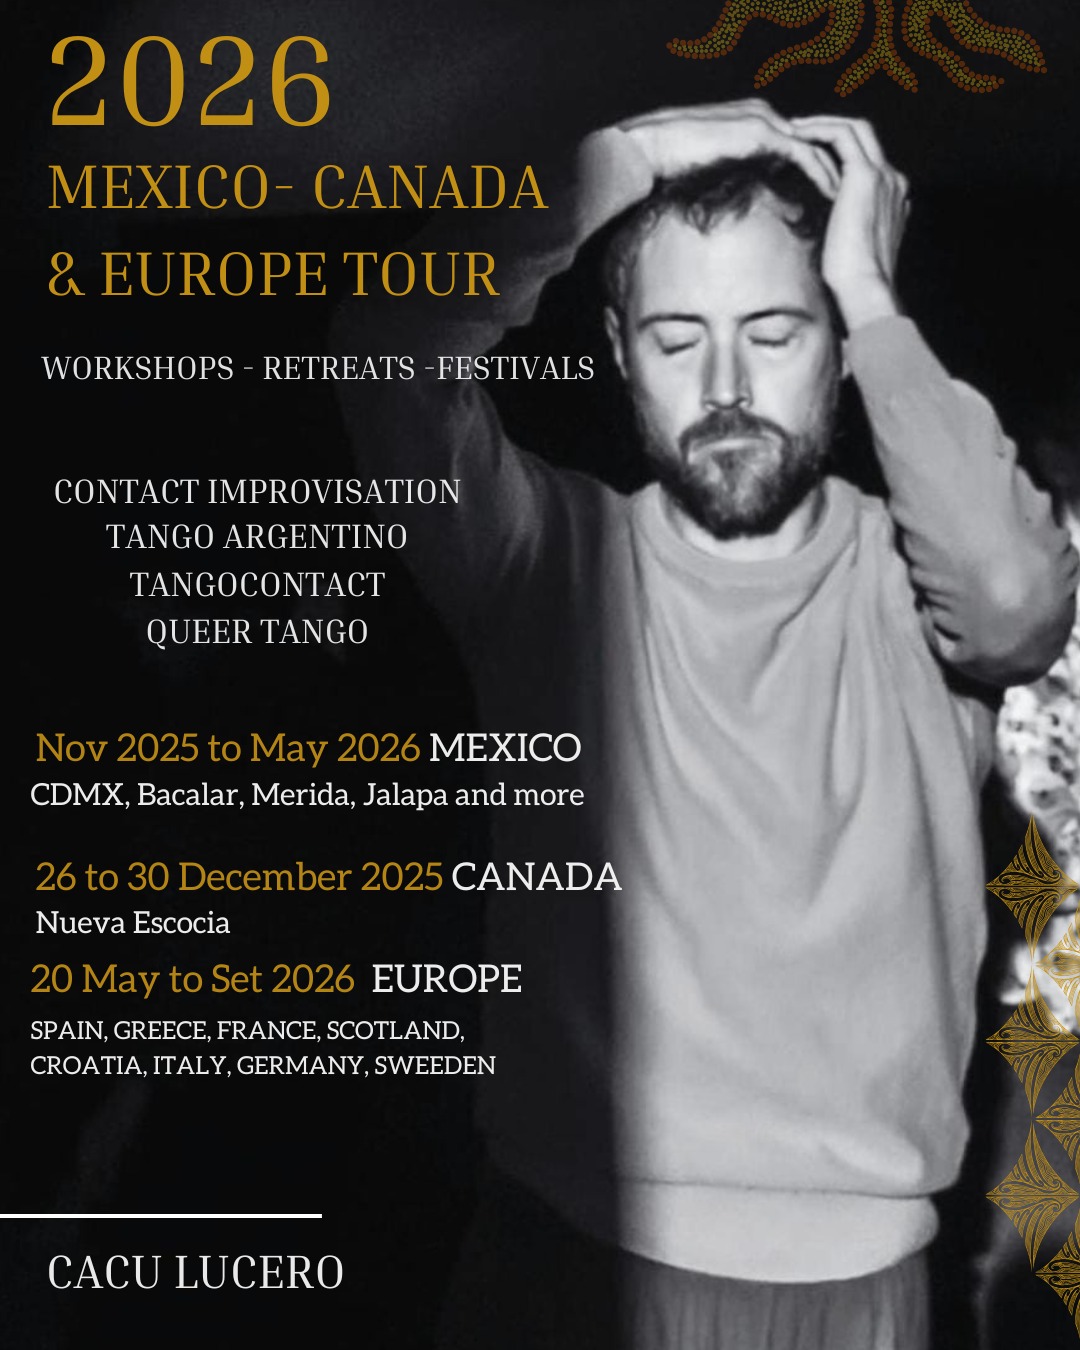 2026
MEXICO- CANADA
& EUROPE TOUR
WORKSHOPS - RETREATS -FESTIVALS
CONTACT IMPROVISATION
TANGO ARGENTINO
TANGOCONTACT
QUEER TANGO
Nov 2025 to May 2026 MEXICO
CDMX, Bacalar, Merida, Jalapa and more
26 to 30 December 2025 CANADA
Nueva Escocia
20 May to Set 2026 EUROPE
SPAIN, GREECE, FRANCE, SCOTLAND,
CROATIA, ITALY, GERMANY, SWEEDEN
CACU LUCERO